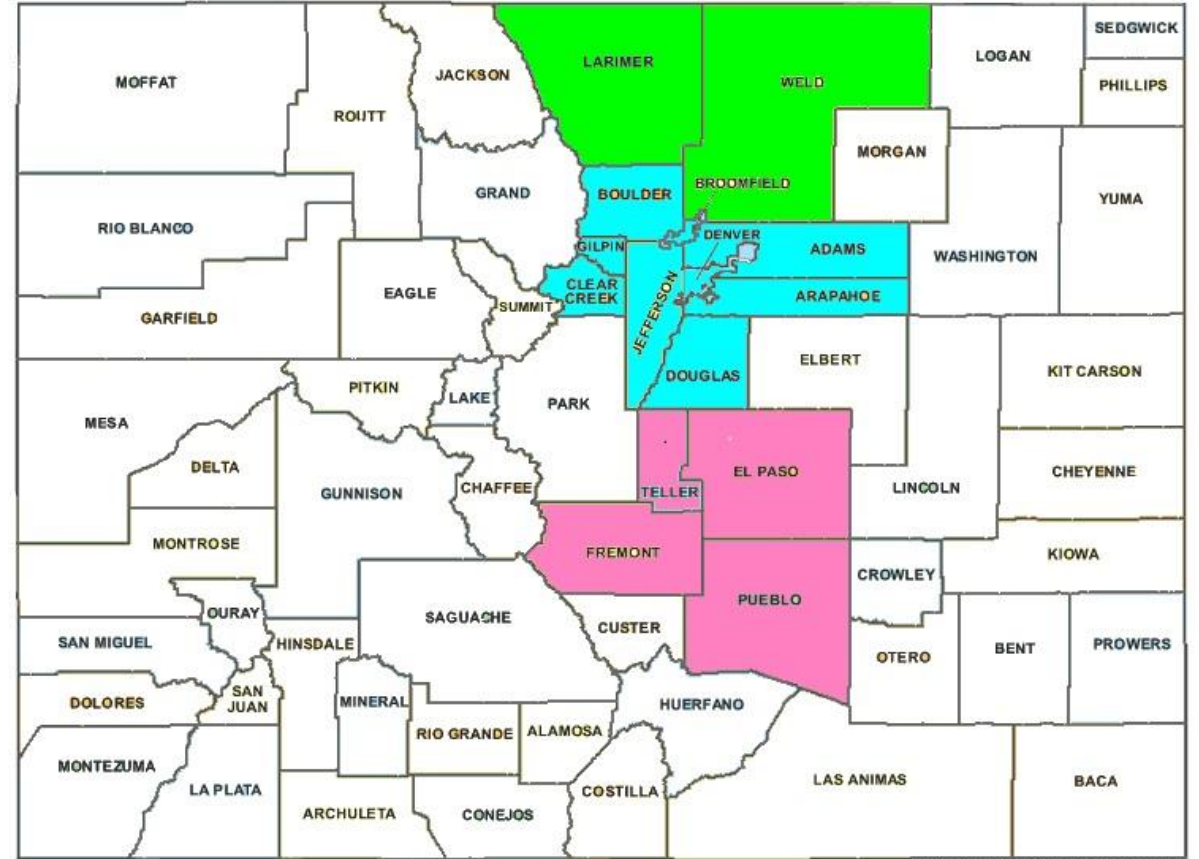 SEDGWICK
LOGAN
LARIMER
JACKSON
MOFFAT
WELD
PHILLIPS
ROUTT
MORGAN
BROOMFIELD
GRAND
BOULDER
YUMA
RIO BLANCO
DENVER
GILPIN
ADAMS
WASHINGTON
CLEAR
CREEK
EAGLE
ARAPAHOE
SUMMIT
JEFFERSON
GARFIELD
ELBERT
KIT CARSON
DOUGLAS
PITKIN
LAKE
PARK
MESA
DELTA
EL PASO
CHEYENNE
GUNNISON
CHAFFEE
TELLER
LINCOLN
MONTROSE
FREMONT
KIOWA
CROWLEY
PUEBLO
OURAY
SAGUACHE
CUSTER
SAN MIGUEL
HINSDALE
OTERO
BENT
PROWERS
DOLORES
SAN
JUAN
MINERAL
HUERFANO
RIO GRANDE
ALAMOSA
MONTEZUMA
LA PLATA
LAS ANIMAS
BACA
COSTILLA
ARCHULETA
CONEJOS